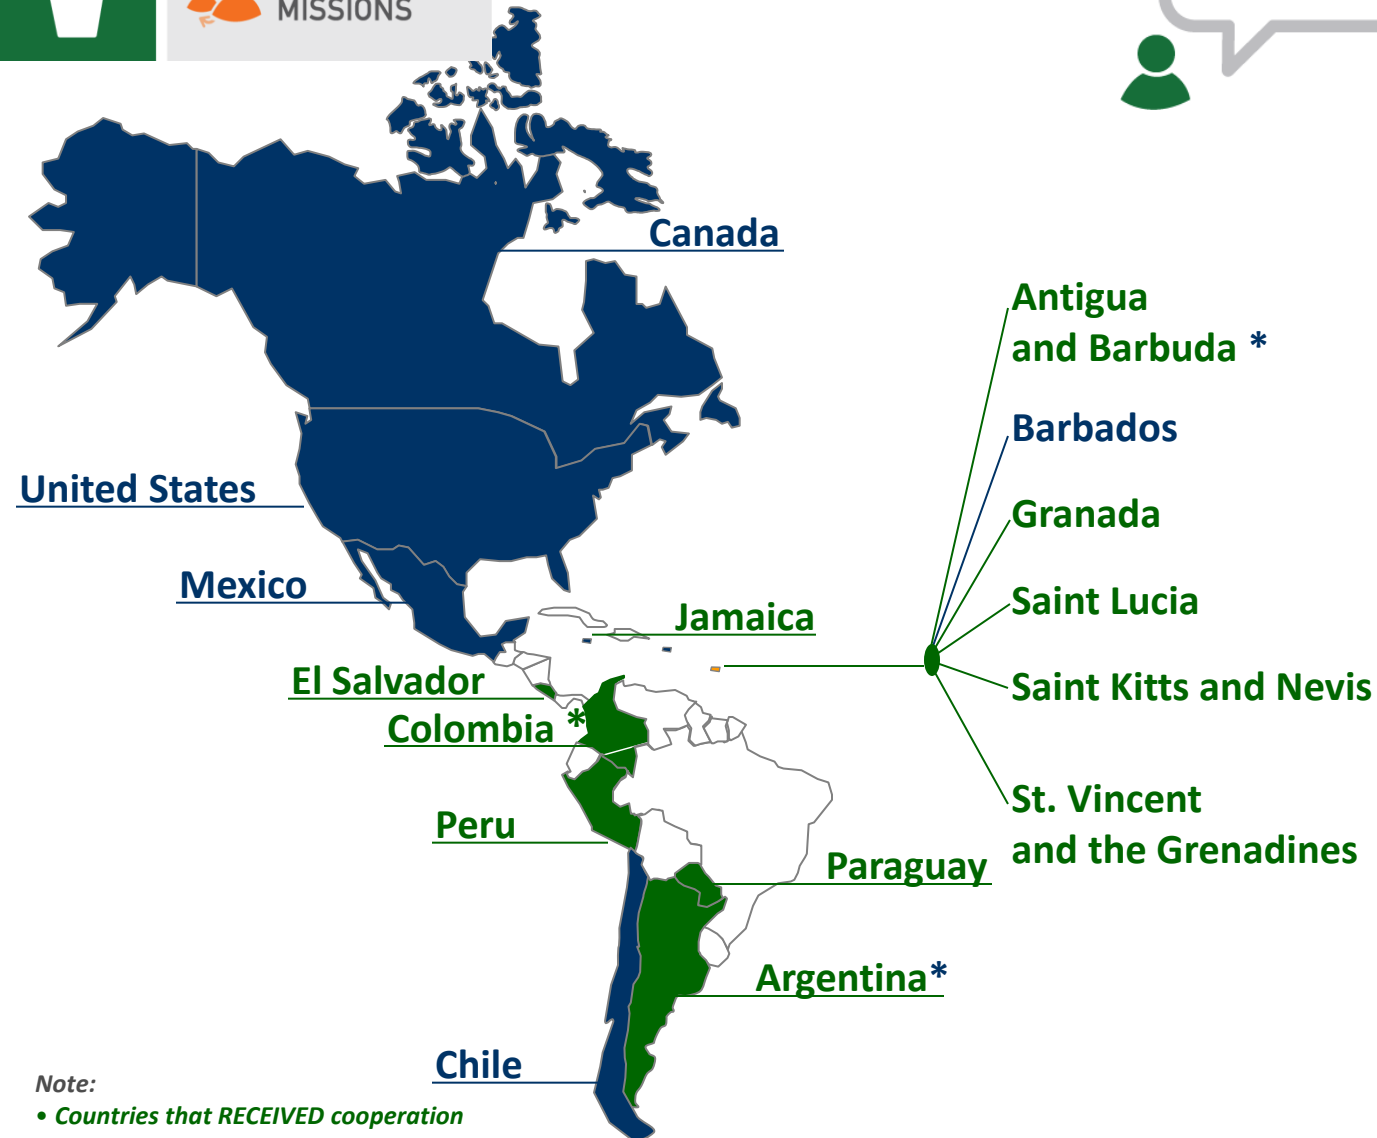 MISSIONS
Canada
Antigua
and Barbuda *
Barbados
United States
Granada
Mexico
Saint Lucia
Jamaica
El Salvador
Saint Kitts and Nevis
Colombia *
St. Vincent
and the Grenadines
Peru
Paraguay
Argentina*
Chile
Note:
• Countries that RECEIVED cooperation